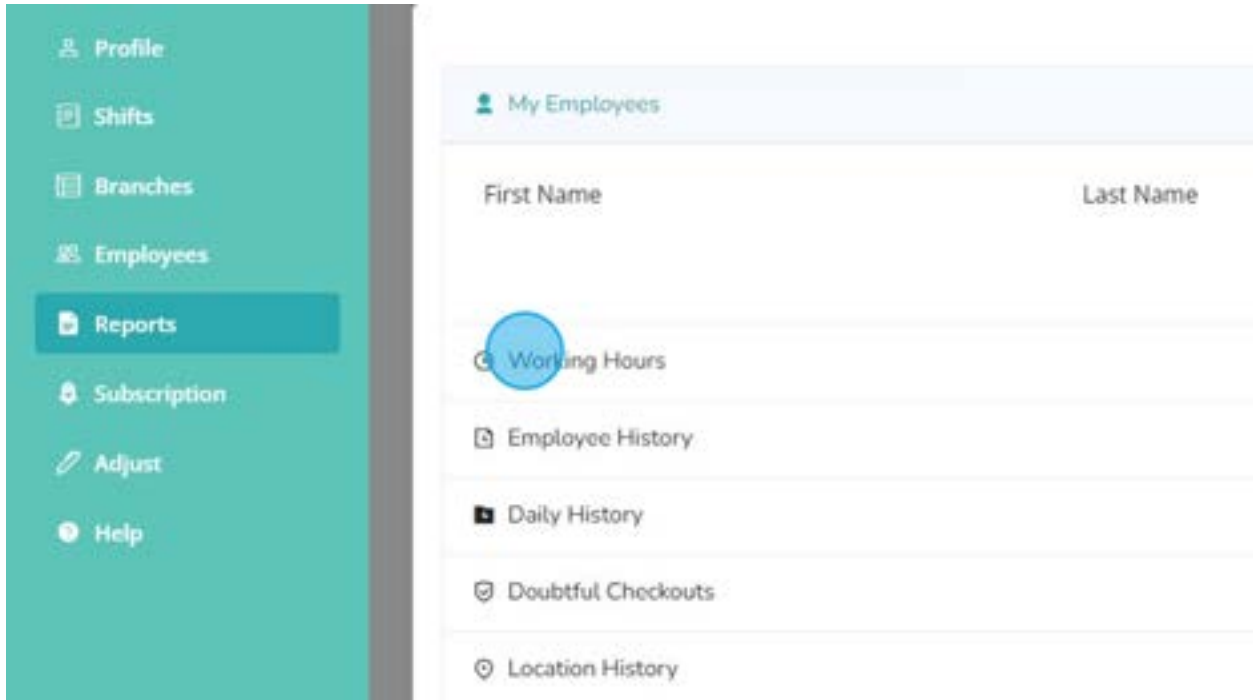 Profile
Shifts
Branches
Employees
Reports
Subscription
Adjust
Help
My Employees
First Name Last Name
Working Hours
Employee History
Daily History
Doubtful Checkouts
Location History